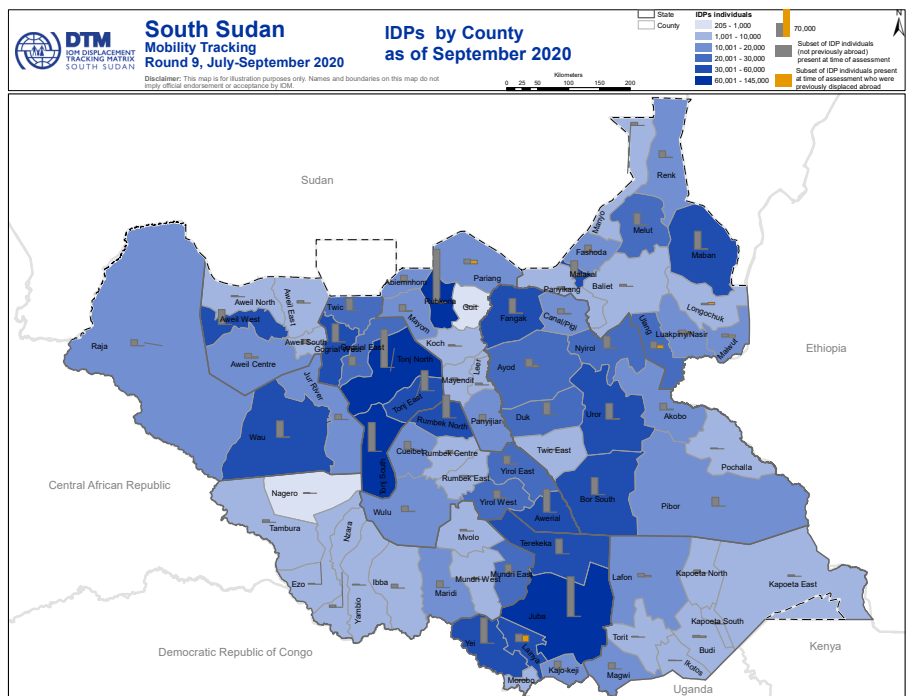 DTM
IOM DISPLACEMENT
TRACKING MATRIX
SOUTH SUDAN
South Sudan
Mobility Tracking
Round 9, July-September 2020
Disclaimer: This map is for illustration purposes only. Names and boundaries on this map do not
imply official endorsement or acceptance by IOM.
IDPs by County
as of September 2020
Kilometers
0 25 50 100 150 200
State
County
IDPs individuals
205 - 1,000
1,001 - 10,000
10,001 - 20,000
20,001 - 30,000
30,001 - 60,000
60,001 - 145,000
70,000
Subset of IDP individuals
(not previously abroad)
present at time of assessment
Subset of IDP individuals present
at time of assessment who were
previously displaced abroad
N
Sudan
Ethiopia
Central African Republic
Democratic Republic of Congo
Uganda
Kenya
Renk
Manyo
Melut
Maban
Fashoda
Malakal
Panyikang
Baliet
Longochuk
Luakpiny/Nasir
Maiwut
Ulang
Nyirol
Canal/Pigi
Fangak
Pariang
Abiemnhom
Rubkona
Guit
Mayom
Koch
Mayendit
Leer
Panyijiar
Twic
Gogrial West
Gogrial East
Aweil North
Aweil East
Aweil West
Aweil South
Aweil Centre
Raja
Jur River
Wau
Tonj North
Tonj East
Tonj South
Rumbek North
Rumbek Centre
Rumbek East
Cueibet
Wulu
Yirol East
Yirol West
Awerial
Ayod
Duk
Uror
Twic East
Bor South
Akobo
Pochalla
Pibor
Nagero
Tambura
Nzara
Ezo
Yambio
Ibba
Maridi
Mvolo
Mundri West
Mundri East
Terekeka
Juba
Yei
Lainya
Morobo
Kajo-keji
Magwi
Torit
Lafon
Ikotos
Budi
Kapoeta North
Kapoeta South
Kapoeta East